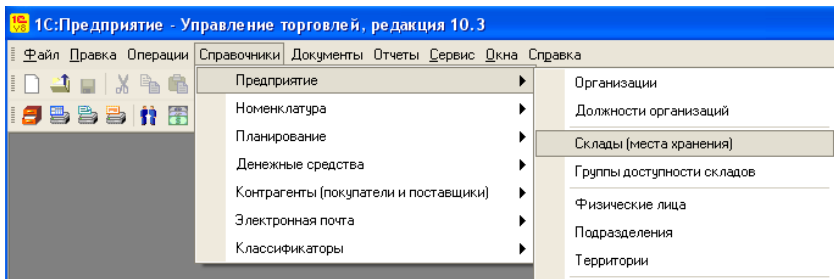 1С:Предприятие - Управление торговлей, редакция 10.3
Файл Правка Операции Справочники Документы Отчеты Сервис Окна Справка
Предприятие
Номенклатура
Планирование
Денежные средства
Контрагенты (покупатели и поставщики)
Электронная почта
Классификаторы
Организации
Должности организаций
Склады (места хранения)
Группы доступности складов
Физические лица
Подразделения
Территории